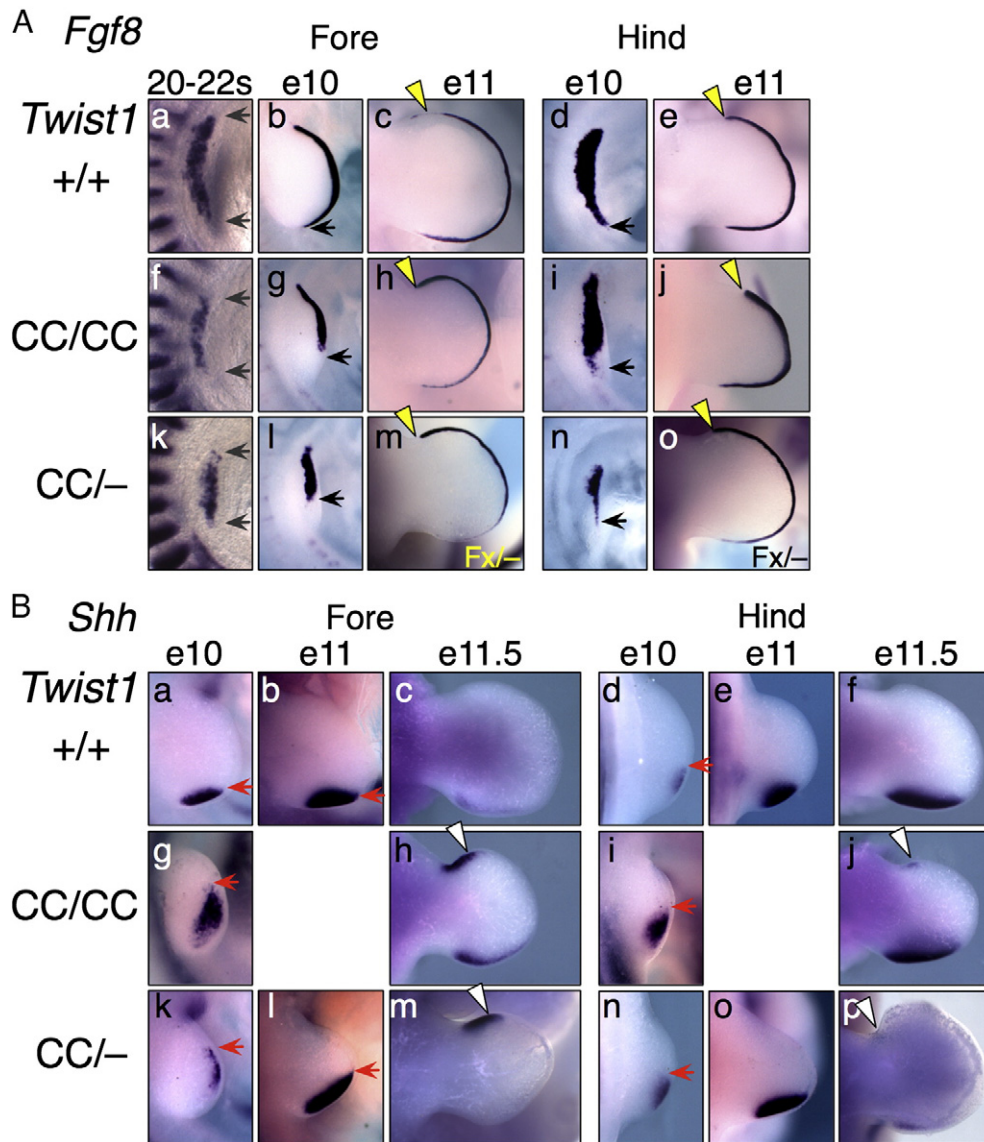 A Fgf8 Fore Hind
20-22s e10 e11 e10 e11
Twist1
+/+
a b c d e
CC/CC
f g h i j
CC/–
k l m n o
Fx/– Fx/–
B Shh Fore Hind
e10 e11 e11.5 e10 e11 e11.5
Twist1
+/+
a b c d e f
CC/CC
g h i j
CC/–
k l m n o p